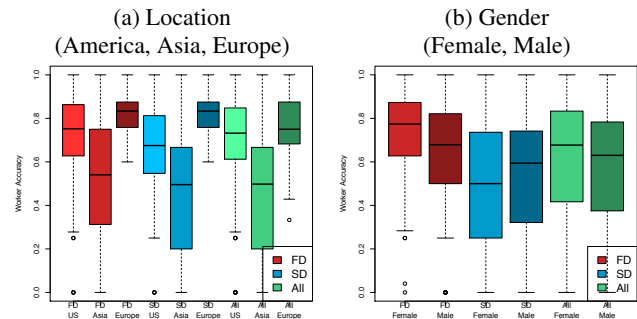 (a) Location
(America, Asia, Europe)
Worker Accuracy
1.0
0.8
0.6
0.4
0.2
0.0
FD
SD
All
FD FD FD SD SD SD All All All
US Asia Europe US Asia Europe US Asia Europe
(b) Gender
(Female, Male)
Worker Accuracy
1.0
0.8
0.6
0.4
0.2
0.0
FD
SD
All
FD FD SD SD All All
Female Male Female Male Female Male